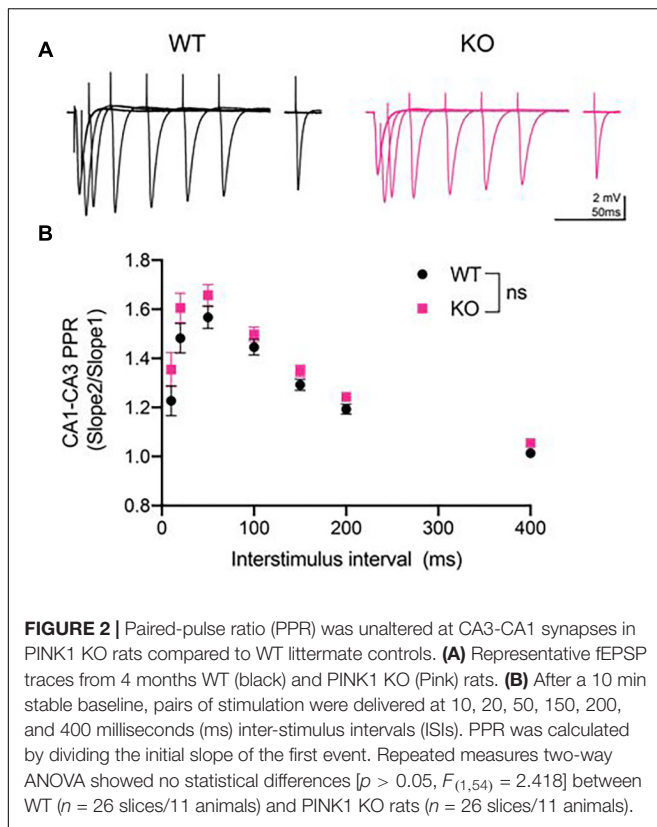 WT
KO
A
2 mV
50ms
B
1.8
1.6
1.4
1.2
1.0
0.8
CA1-CA3 PPR
(Slope2/Slope1)
WT
KO
ns
0
100
200
300
400
Interstimulus interval (ms)
FIGURE 2 | Paired-pulse ratio (PPR) was unaltered at CA3-CA1 synapses in
PINK1 KO rats compared to WT littermate controls. (A) Representative fEPSP
traces from 4 months WT (black) and PINK1 KO (Pink) rats. (B) After a 10 min
stable baseline, pairs of stimulation were delivered at 10, 20, 50, 150, 200,
and 400 milliseconds (ms) inter-stimulus intervals (ISIs). PPR was calculated
by dividing the initial slope of the first event. Repeated measures two-way
ANOVA showed no statistical differences [p > 0.05, F(1,54) = 2.418] between
WT (n = 26 slices/11 animals) and PINK1 KO rats (n = 26 slices/11 animals).